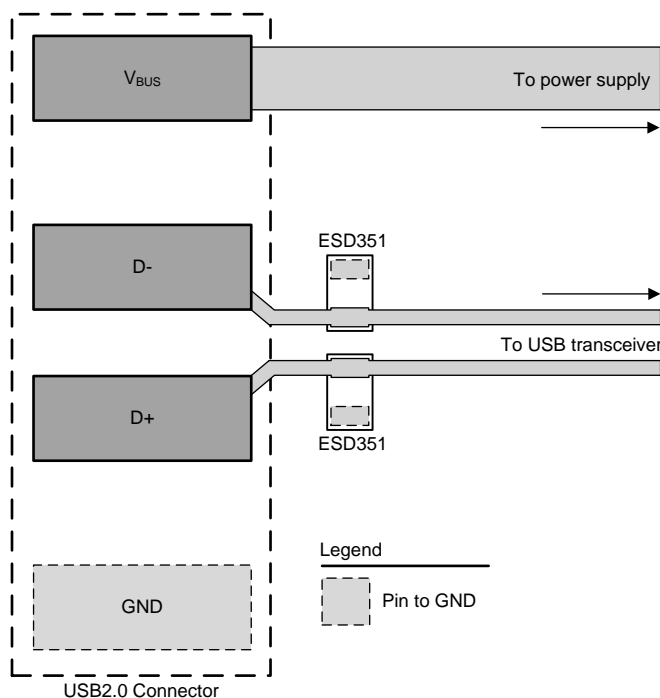 VBUS
To power supply
ESD351
D-
To USB transceiver
D+
ESD351
Legend
GND
Pin to GND
USB2.0 Connector